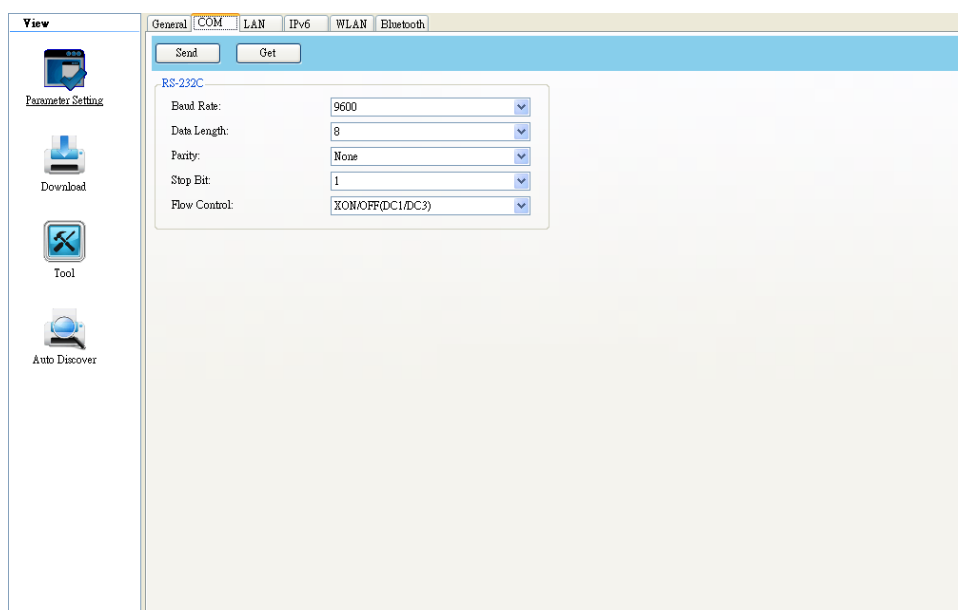 View
General COM LAN IPv6 WLAN Bluetooth
Send Get
RS-232C
Baud Rate: 9600
Data Length: 8
Parity: None
Stop Bit: 1
Flow Control: XON/OFF(DC1/DC3)
Parameter Setting
Download
Tool
Auto Discover